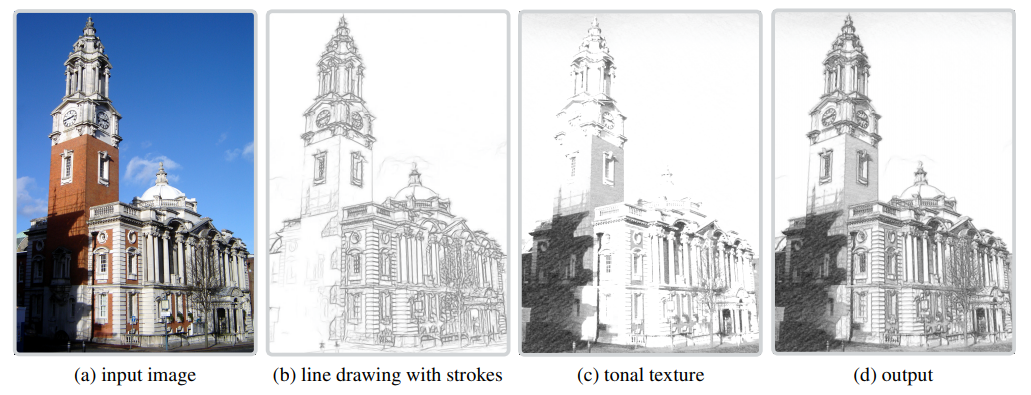 (a) input image
(b) line drawing with strokes
(c) tonal texture
(d) output